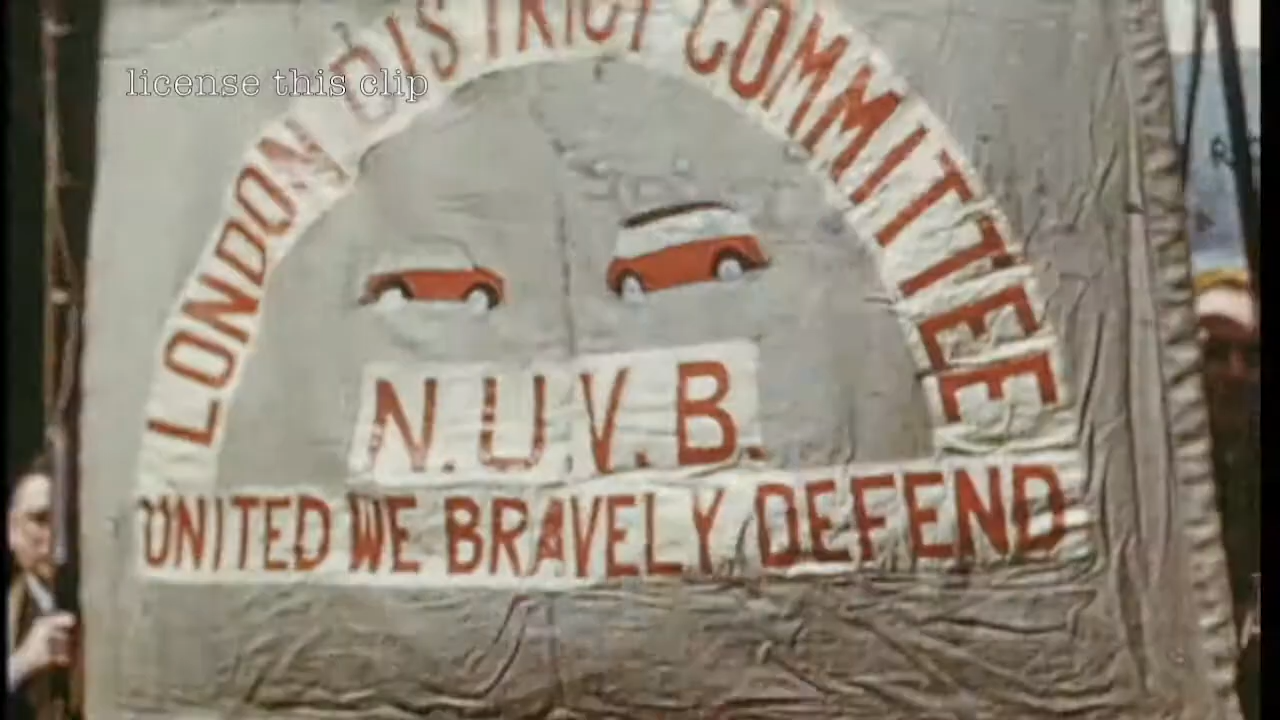 license this clip
LONDON DISTRICT COMMITTEE
N.U.V.B.
UNITED WE BRAVELY DEFEND